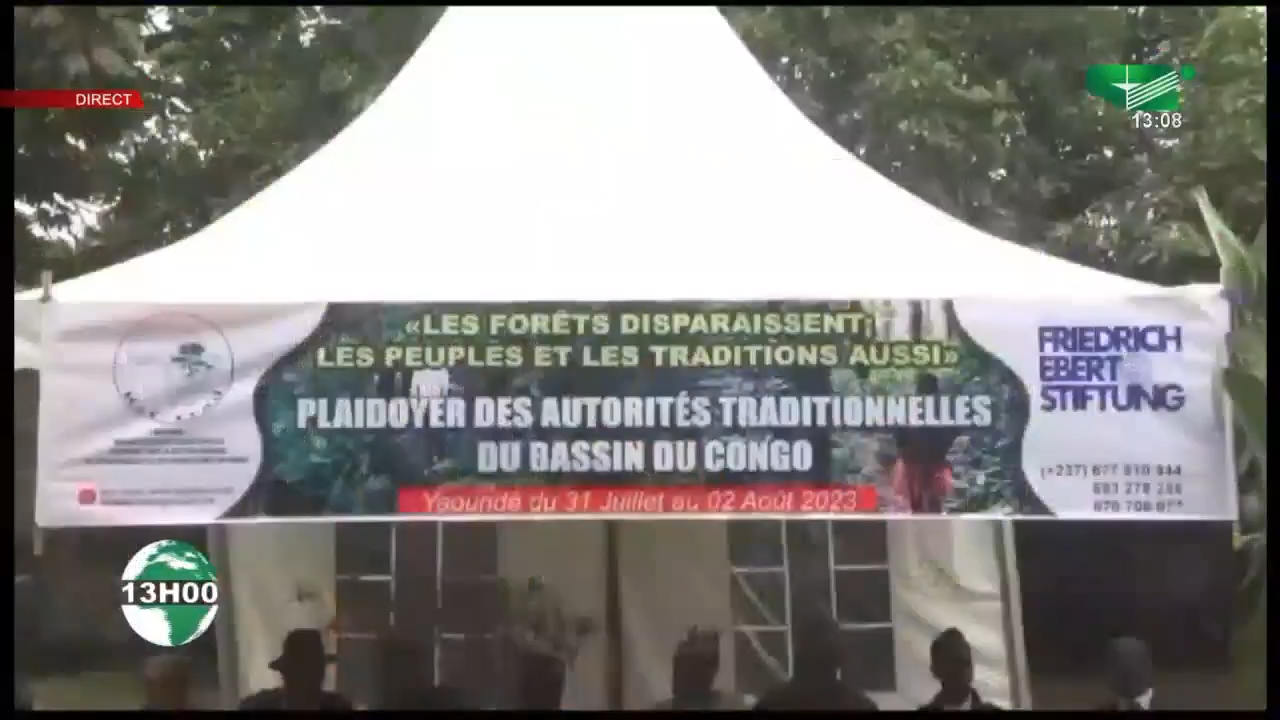 DIRECT
13:08
«LES FORÊTS DISPARAISSENT,
LES PEUPLES ET LES TRADITIONS AUSSI»
PLAIDOYER DES AUTORITÉS TRADITIONNELLES
DU BASSIN DU CONGO
Yaoundé du 31 Juillet au 02 Août 2023
FRIEDRICH
EBERT
STIFTUNG
(+237)
13H00